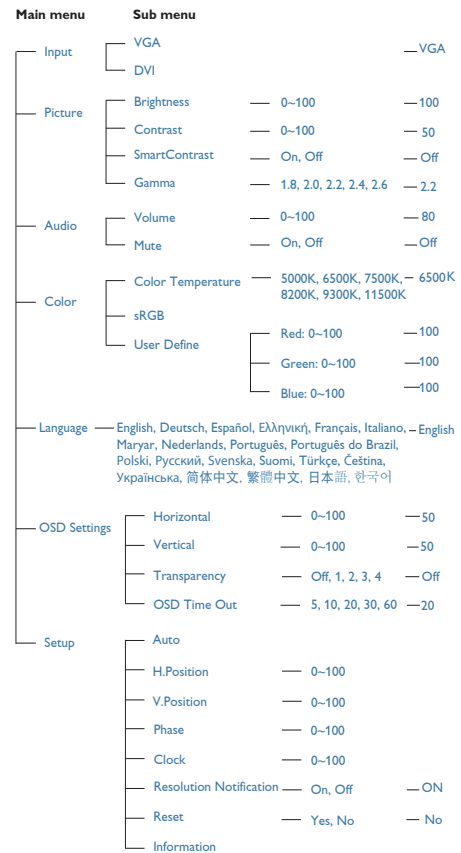 Main menu Sub menu
Input VGA VGA
DVI
Picture Brightness 0~100 100
Contrast 0~100 50
SmartContrast On, Off Off
Gamma 1.8, 2.0, 2.2, 2.4, 2.6 2.2
Audio Volume 0~100 80
Mute On, Off Off
Color Color Temperature 5000K, 6500K, 7500K, 6500K
8200K, 9300K, 11500K
sRGB
User Define Red: 0~100 100
Green: 0~100 100
Blue: 0~100 100
Language English, Deutsch, Español, Ελληνική, Français, Italiano, English
Maryar, Nederlands, Português, Português do Brazil,
Polski, Русский, Svenska, Suomi, Türkçe, Čeština,
Українська, 简体中文, 繁體中文, 日本語, 한국어
OSD Settings Horizontal 0~100 50
Vertical 0~100 50
Transparency Off, 1, 2, 3, 4 Off
OSD Time Out 5, 10, 20, 30, 60 20
Setup Auto
H.Position 0~100
V.Position 0~100
Phase 0~100
Clock 0~100
Resolution Notification On, Off ON
Reset Yes, No No
Information